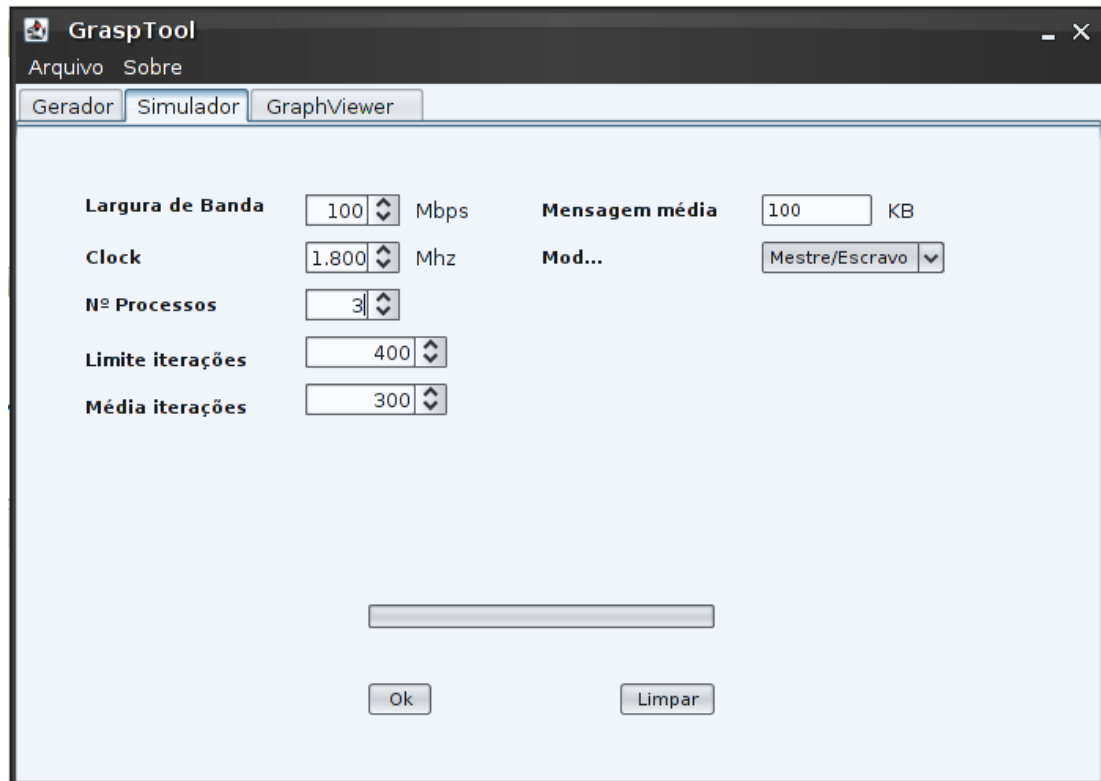 GraspTool
Arquivo Sobre
Gerador Simulador GraphViewer
Largura de Banda 100 Mbps Mensagem média 100 KB
Clock 1.800 Mhz Mod... Mestre/Escravo
Nº Processos 3
Limite iterações 400
Média iterações 300
Ok Limpar